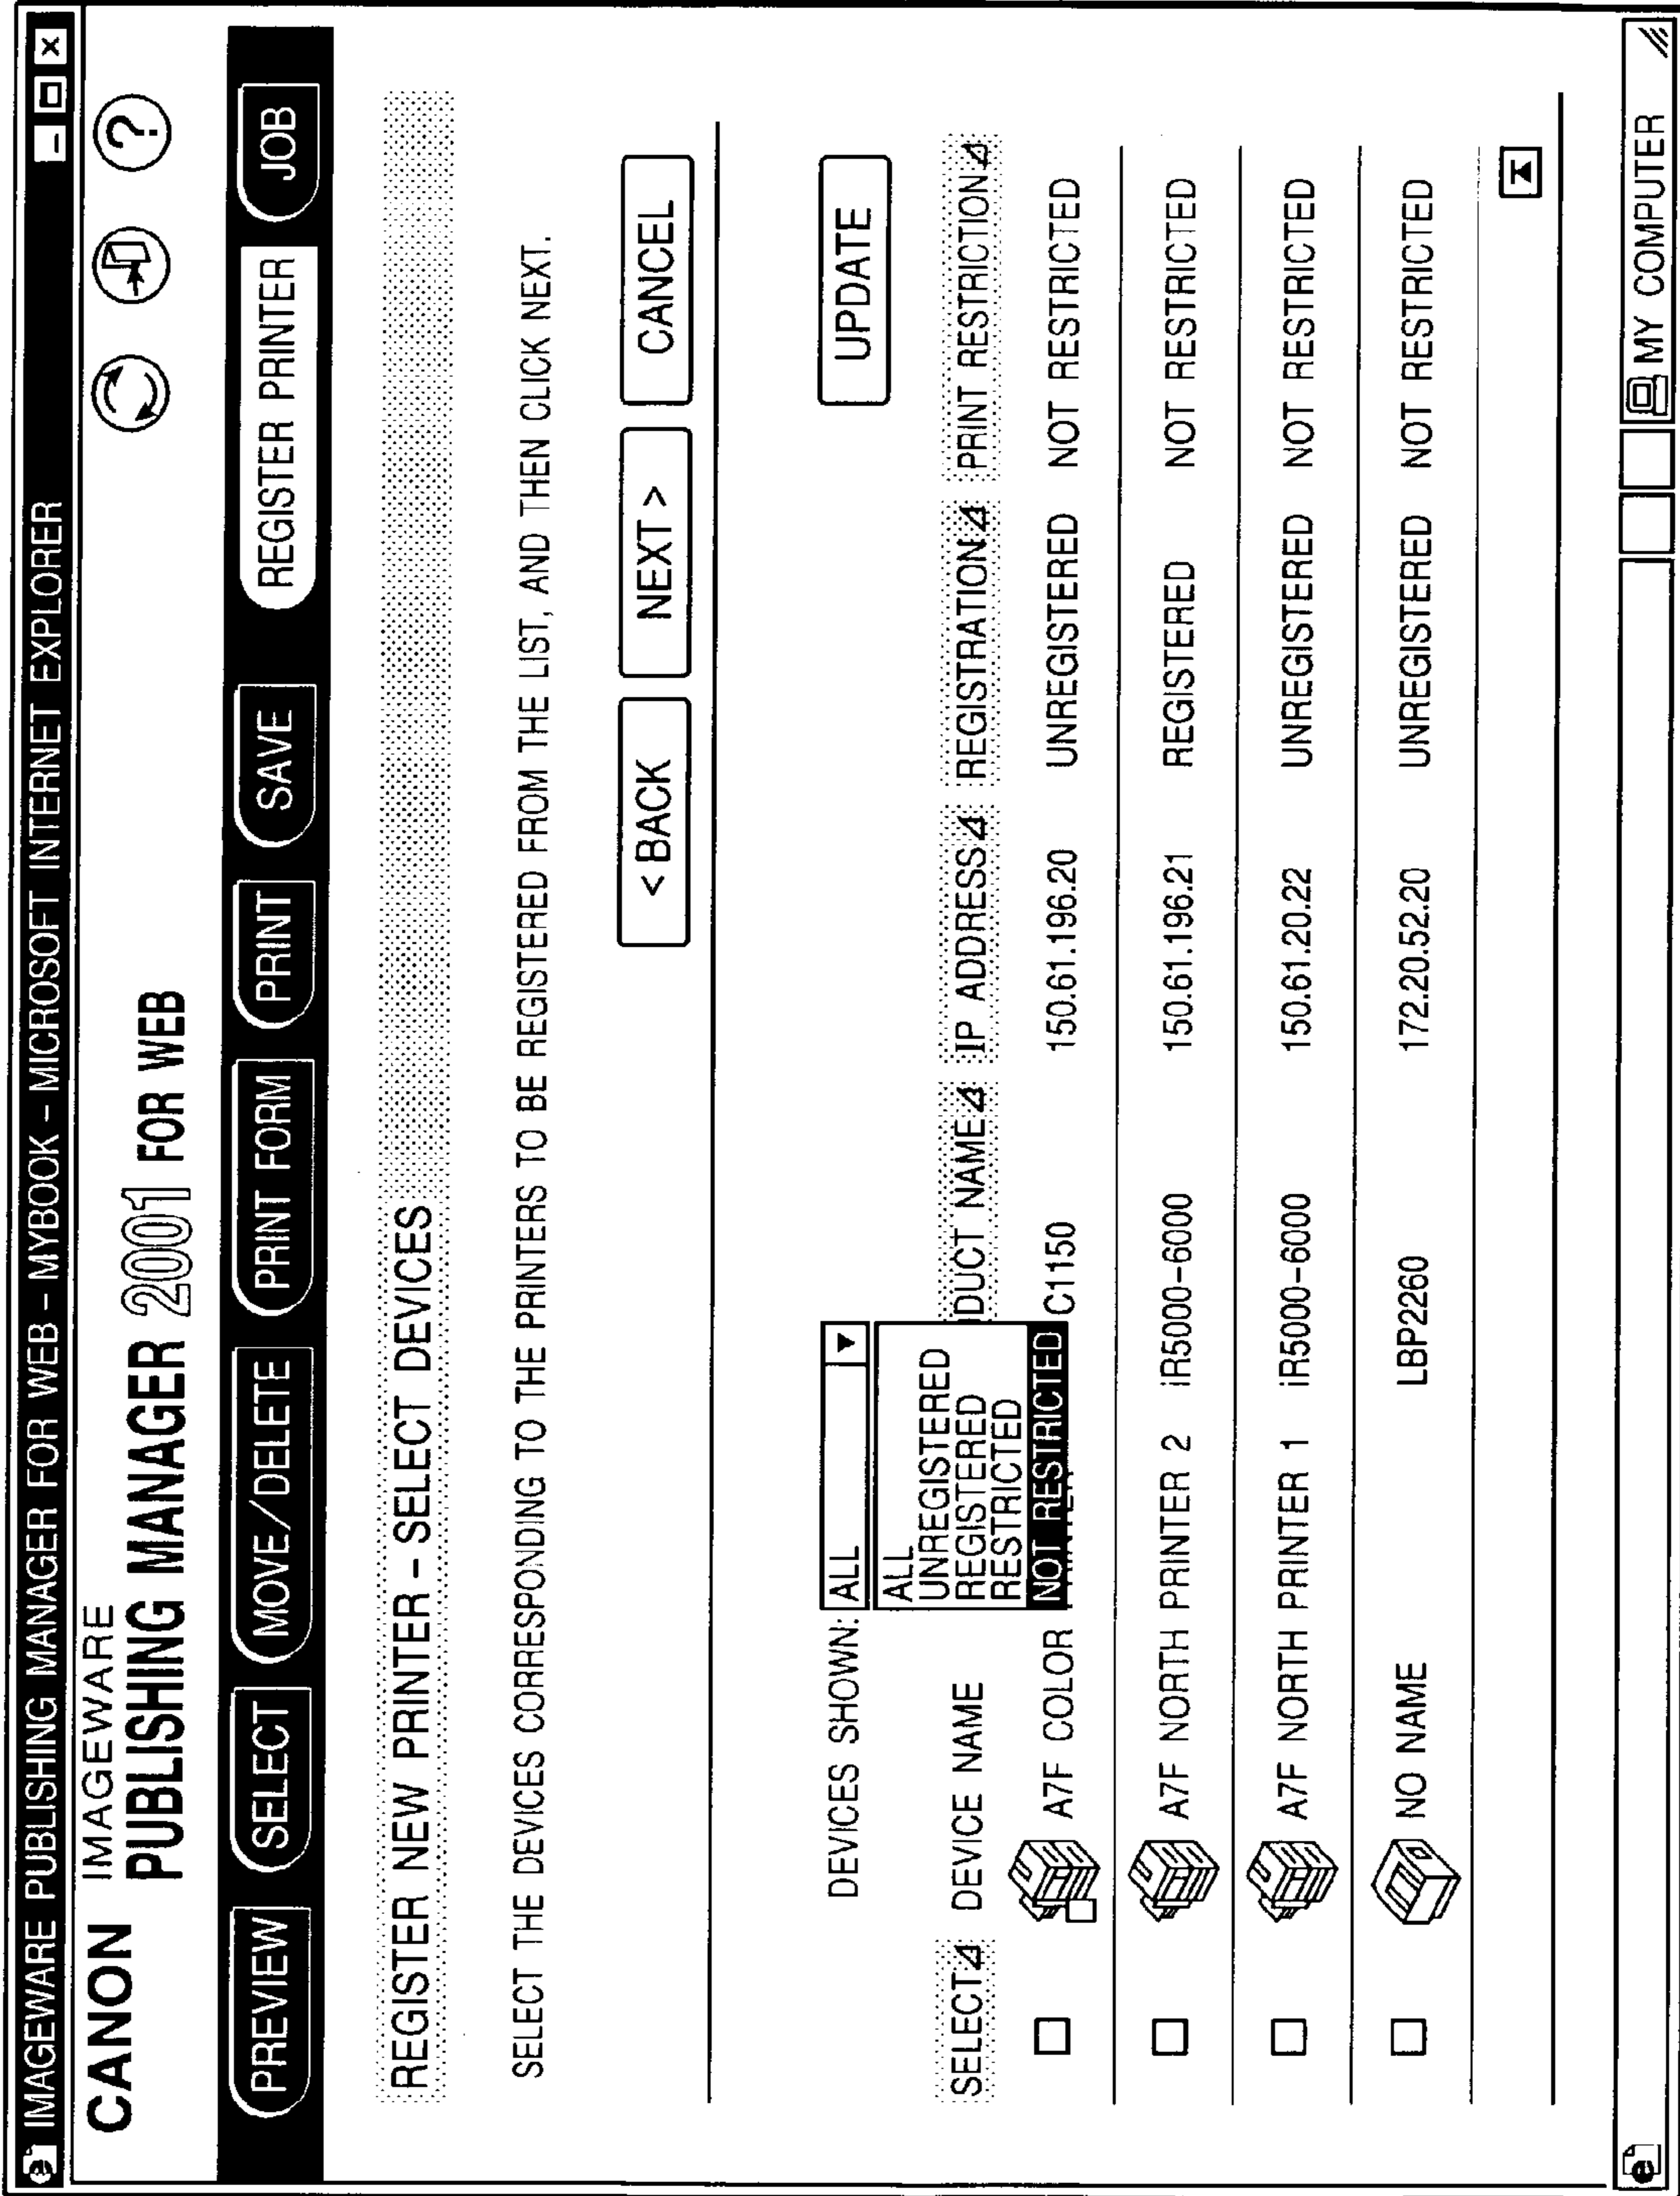 IMAGEWARE PUBLISHING MANAGER FOR WEB – MYBOOK – MICROSOFT INTERNET EXPLORER
CANON IMAGEWARE
PUBLISHING MANAGER 2001 FOR WEB
?
PREVIEW SELECT MOVE/DELETE PRINT FORM PRINT SAVE REGISTER PRINTER JOB
REGISTER NEW PRINTER – SELECT DEVICES
SELECT THE DEVICES CORRESPONDING TO THE PRINTERS TO BE REGISTERED FROM THE LIST, AND THEN CLICK NEXT.
< BACK NEXT > CANCEL
DEVICES SHOWN: ALL UPDATE
ALL
UNREGISTERED
REGISTERED
RESTRICTED
NOT RESTRICTED
SELECT DEVICE NAME DUCT NAME IP ADDRESS REGISTRATION PRINT RESTRICTION
A7F COLOR C1150 150.61.196.20 UNREGISTERED NOT RESTRICTED
A7F NORTH PRINTER 2 iR5000-6000 150.61.196.21 REGISTERED NOT RESTRICTED
A7F NORTH PRINTER 1 iR5000-6000 150.61.20.22 UNREGISTERED NOT RESTRICTED
NO NAME LBP2260 172.20.52.20 UNREGISTERED NOT RESTRICTED
MY COMPUTER